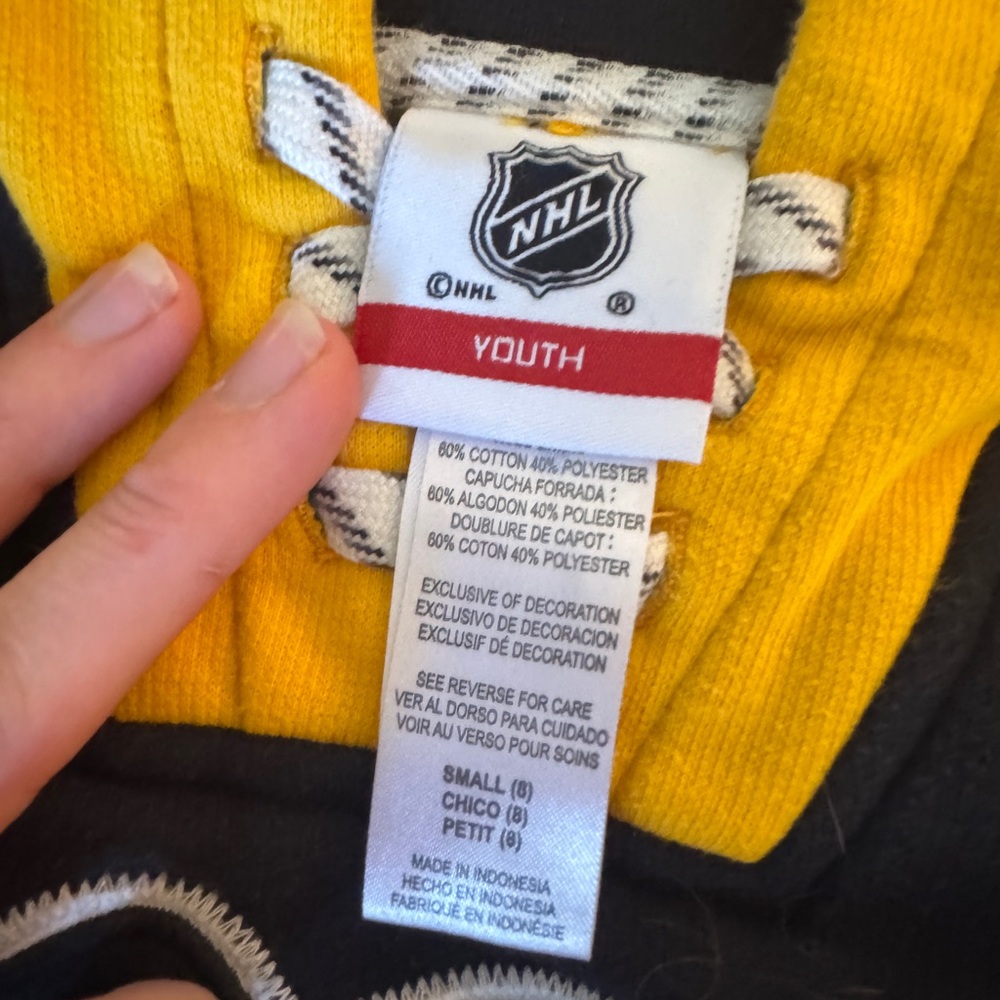 NHL
©NHL ®
YOUTH
60% COTTON 40% POLYESTER
CAPUCHA FORRADA :
60% ALGODON 40% POLIESTER
DOUBLURE DE CAPOT :
60% COTON 40% POLYESTER
EXCLUSIVE OF DECORATION
EXCLUSIVO DE DECORACION
EXCLUSIF DÉ DECORATION
SEE REVERSE FOR CARE
VER AL DORSO PARA CUIDADO
VOIR AU VERSO POUR SOINS
SMALL (8)
CHICO (8)
PETIT (8)
MADE IN INDONESIA
HECHO EN INDONESIA
FABRIQUÉ EN INDONÉSIE